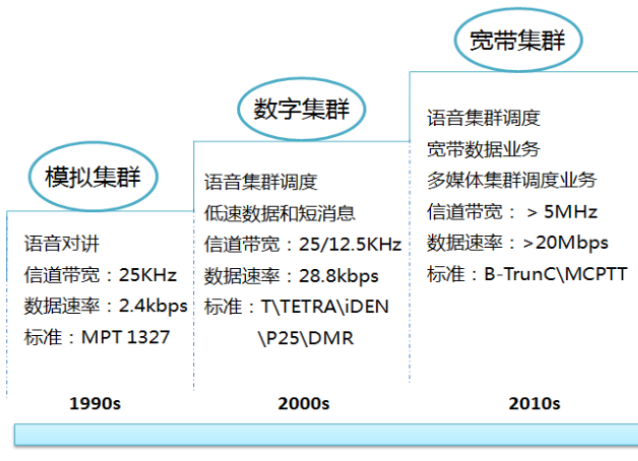 模拟集群
语音对讲
信道带宽：25KHz
数据速率：2.4kbps
标准：MPT 1327
1990s
数字集群
语音集群调度
低速数据和短消息
信道带宽：25/12.5KHz
数据速率：28.8kbps
标准：T\TETRA\iDEN
\P25\DMR
2000s
宽带集群
语音集群调度
宽带数据业务
多媒体集群调度业务
信道带宽：＞5MHz
数据速率：>20Mbps
标准：B-TrunC\MCPTT
2010s